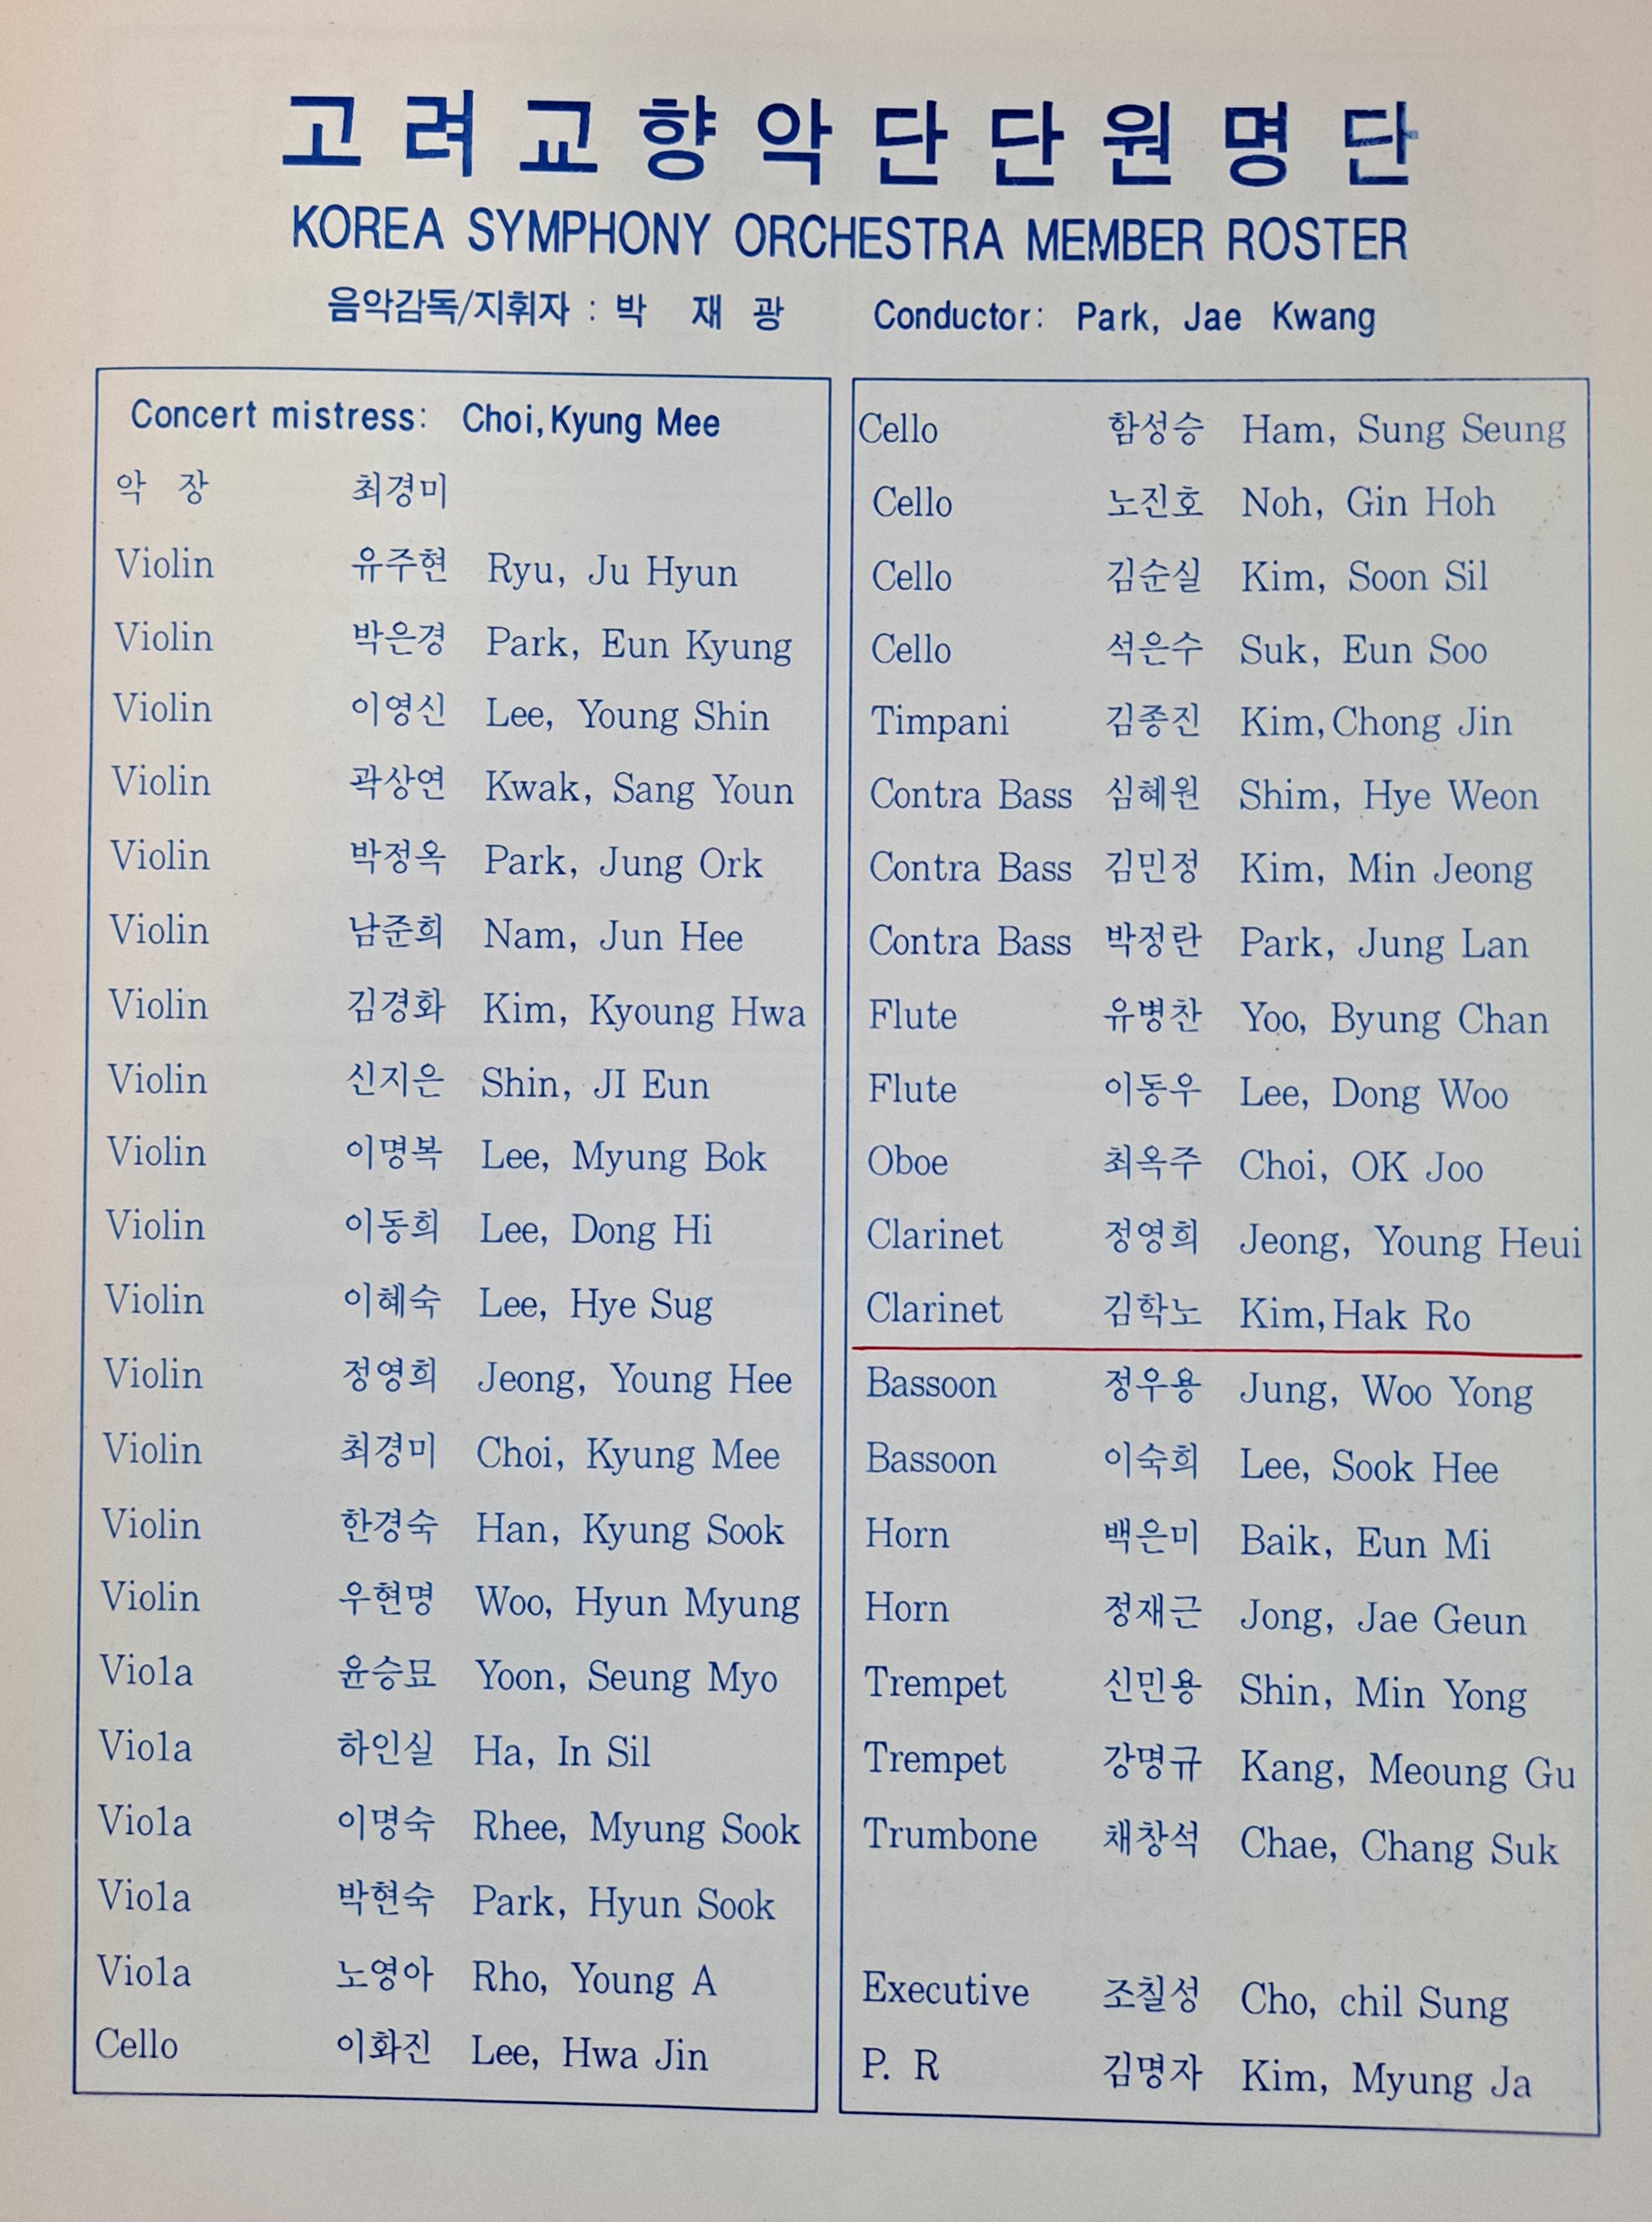 고려교향악단단원명단
KOREA SYMPHONY ORCHESTRA MEMBER ROSTER
음악감독/지휘자 : 박 재 광 Conductor: Park, Jae Kwang
Concert mistress: Choi, Kyung Mee
악 장 최경미
Violin 유주현 Ryu, Ju Hyun
Violin 박은경 Park, Eun Kyung
Violin 이영신 Lee, Young Shin
Violin 곽상연 Kwak, Sang Youn
Violin 박정옥 Park, Jung Ork
Violin 남준희 Nam, Jun Hee
Violin 김경화 Kim, Kyoung Hwa
Violin 신지은 Shin, JI Eun
Violin 이명복 Lee, Myung Bok
Violin 이동희 Lee, Dong Hi
Violin 이혜숙 Lee, Hye Sug
Violin 정영희 Jeong, Young Hee
Violin 최경미 Choi, Kyung Mee
Violin 한경숙 Han, Kyung Sook
Violin 우현명 Woo, Hyun Myung
Viola 윤승묘 Yoon, Seung Myo
Viola 하인실 Ha, In Sil
Viola 이명숙 Rhee, Myung Sook
Viola 박현숙 Park, Hyun Sook
Viola 노영아 Rho, Young A
Cello 이화진 Lee, Hwa Jin
Cello 함성승 Ham, Sung Seung
Cello 노진호 Noh, Gin Hoh
Cello 김순실 Kim, Soon Sil
Cello 석은수 Suk, Eun Soo
Timpani 김종진 Kim, Chong Jin
Contra Bass 심혜원 Shim, Hye Weon
Contra Bass 김민정 Kim, Min Jeong
Contra Bass 박정란 Park, Jung Lan
Flute 유병찬 Yoo, Byung Chan
Flute 이동우 Lee, Dong Woo
Oboe 최옥주 Choi, OK Joo
Clarinet 정영희 Jeong, Young Heui
Clarinet 김학노 Kim, Hak Ro
Bassoon 정우용 Jung, Woo Yong
Bassoon 이숙희 Lee, Sook Hee
Horn 백은미 Baik, Eun Mi
Horn 정재근 Jong, Jae Geun
Trempet 신민용 Shin, Min Yong
Trempet 강명규 Kang, Meoung Gu
Trumbone 채창석 Chae, Chang Suk
Executive 조칠성 Cho, chil Sung
P. R 김명자 Kim, Myung Ja